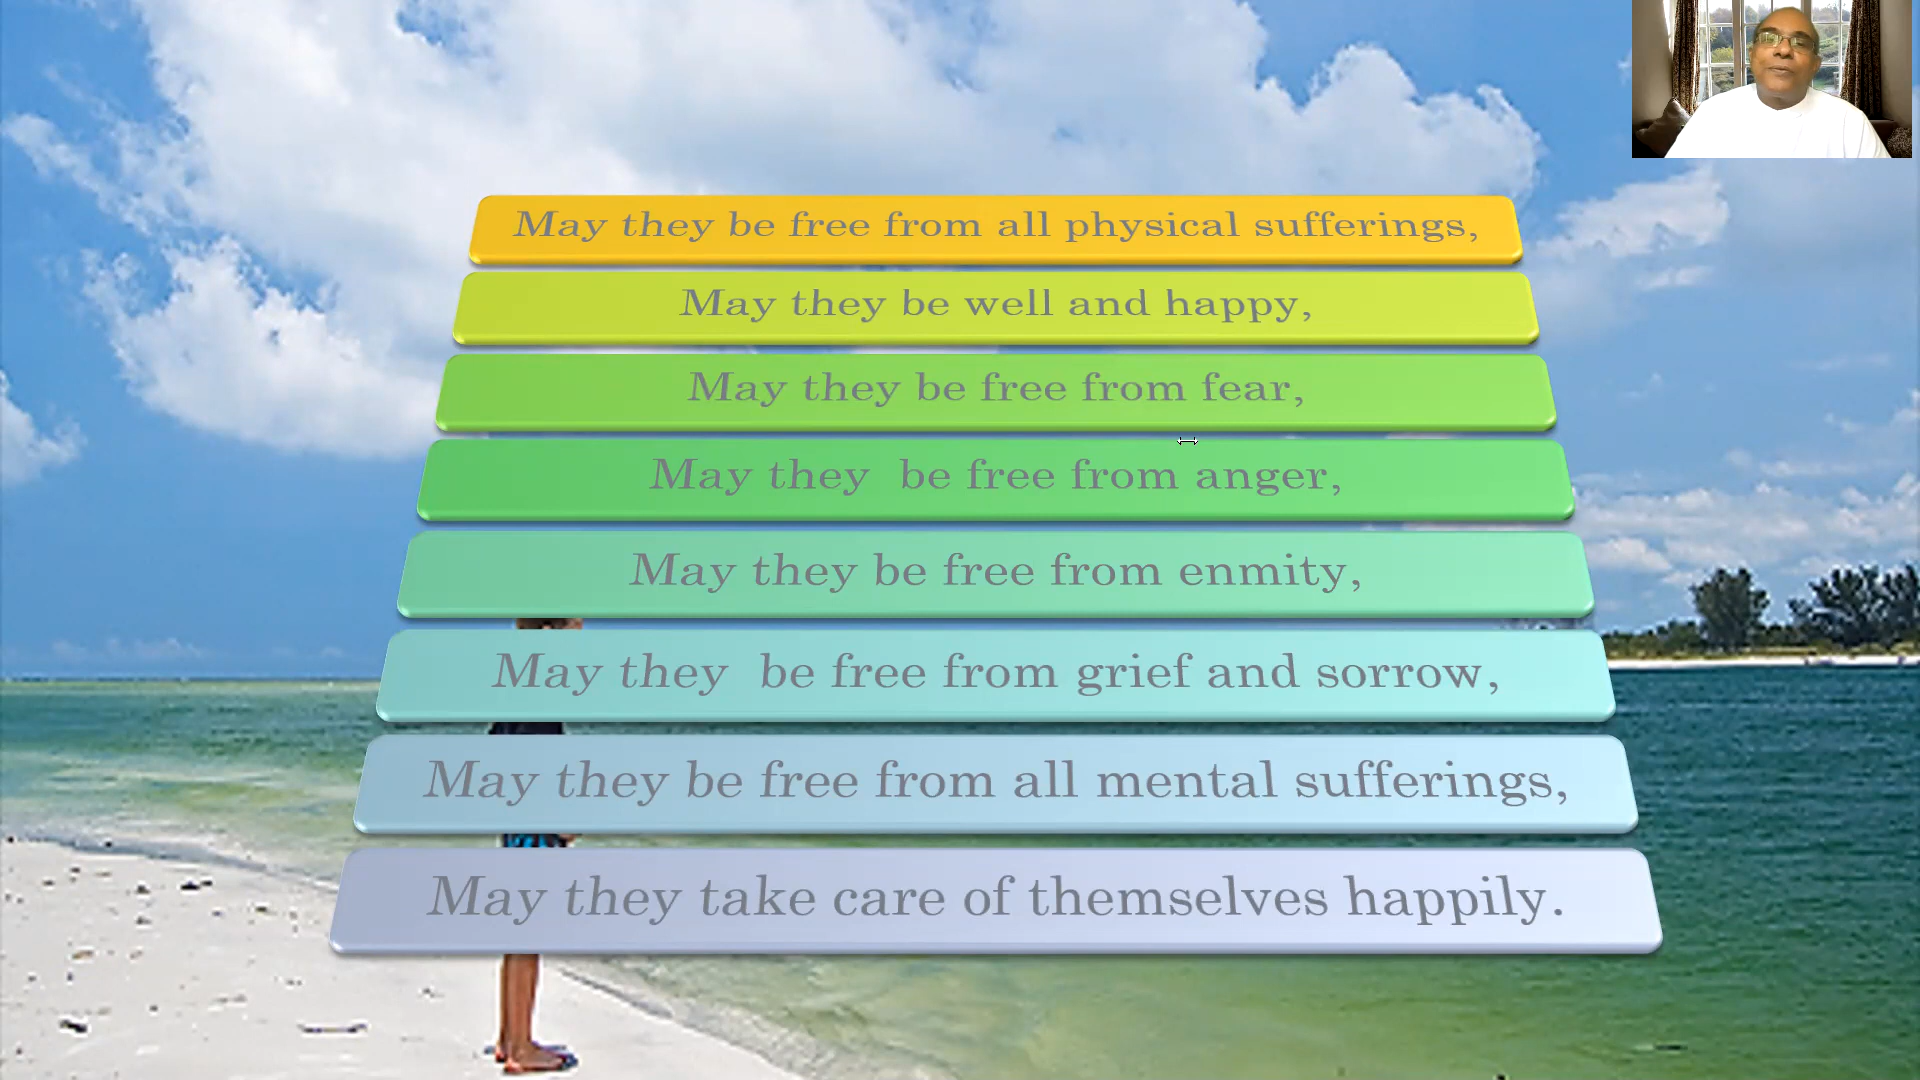 May they be free from all physical sufferings,
May they be well and happy,
May they be free from fear,
May they  be free from anger,
May they be free from enmity,
May they  be free from grief and sorrow,
May they be free from all mental sufferings,
May they take care of themselves happily.